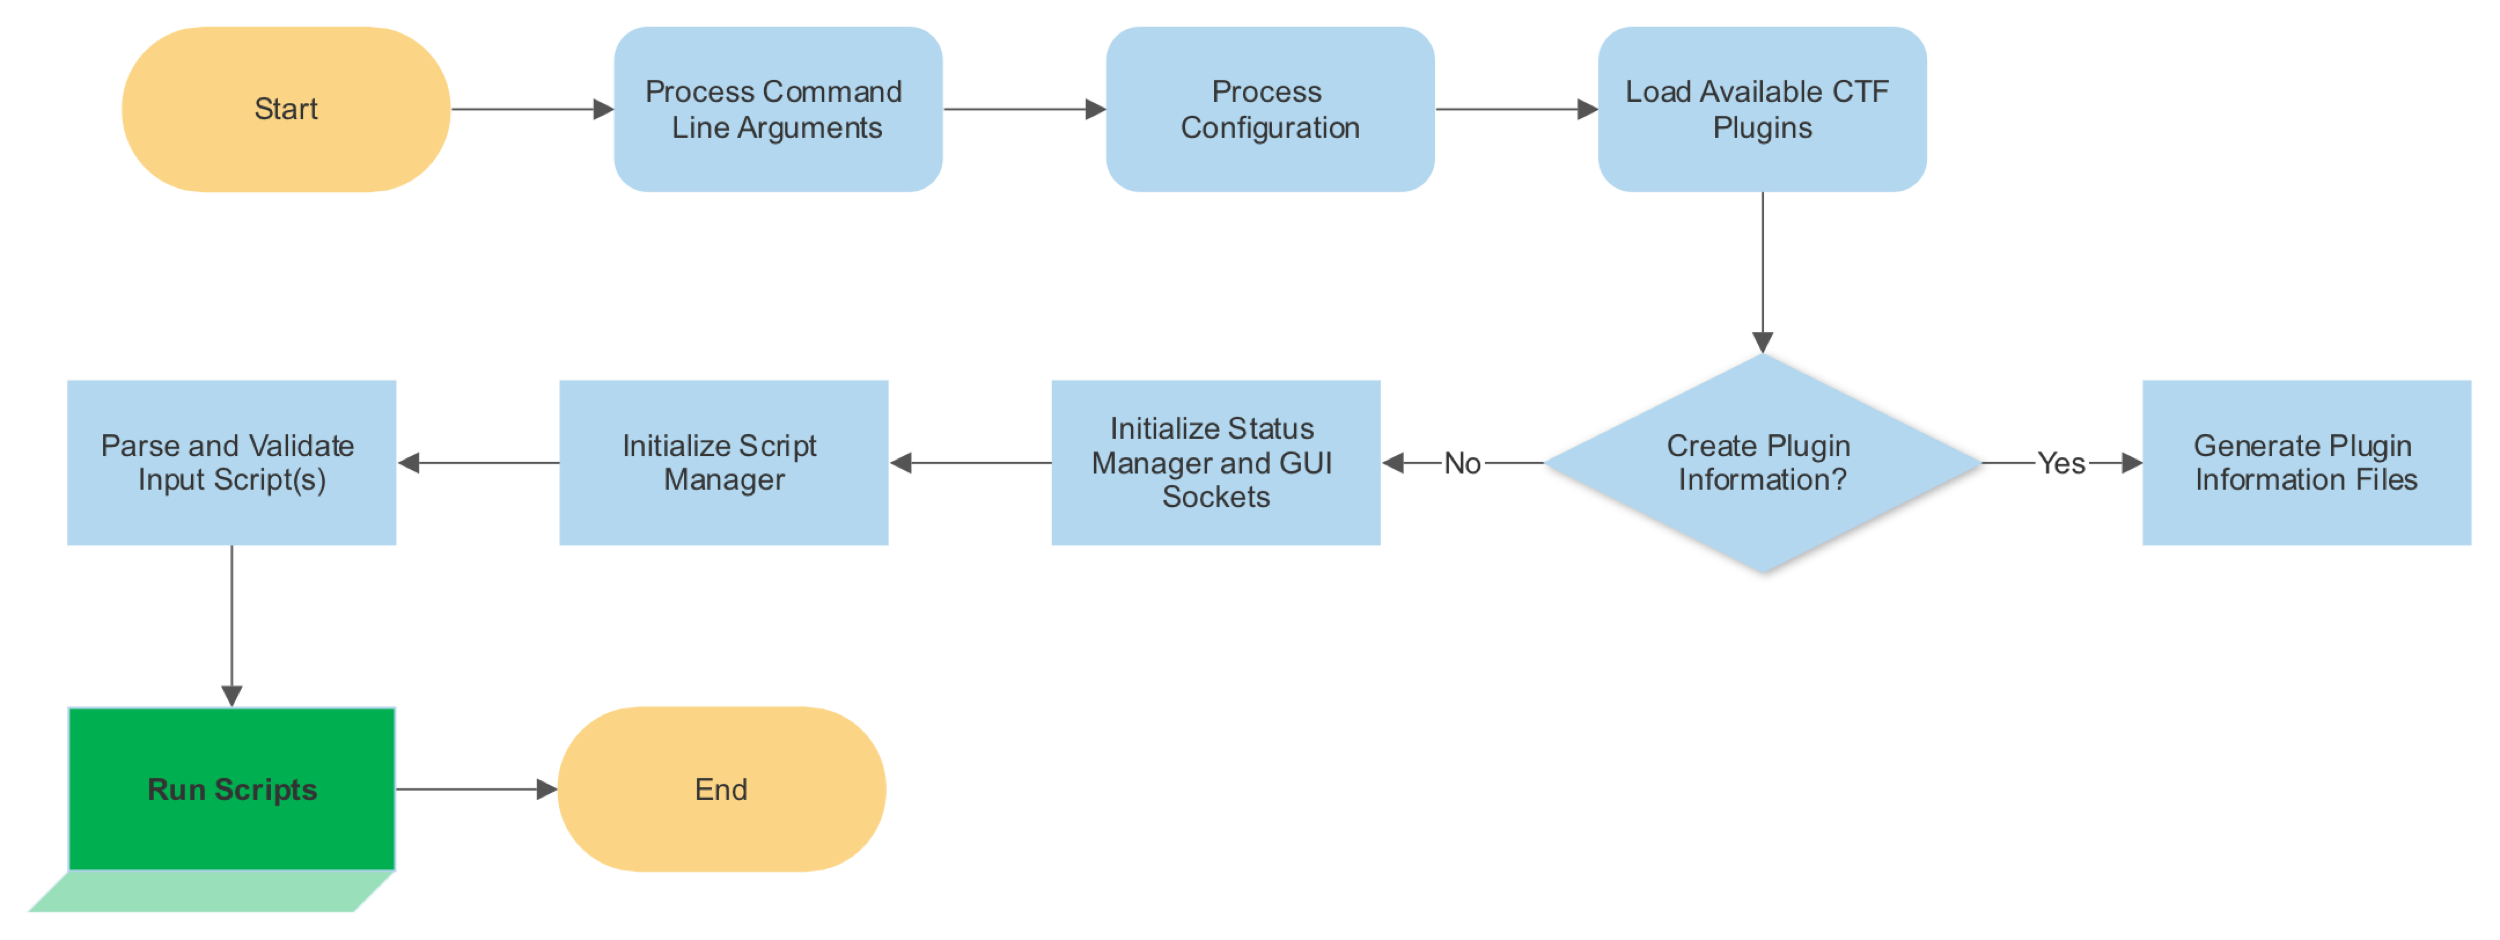 Start
Process Command
Line Arguments
Process
Configuration
Load Available CTF
Plugins
Parse and Validate
Input Script(s)
Initialize Script
Manager
Initialize Status
Manager and GUI
Sockets
No
Create Plugin
Information?
Yes
Generate Plugin
Information Files
Run Scripts
End